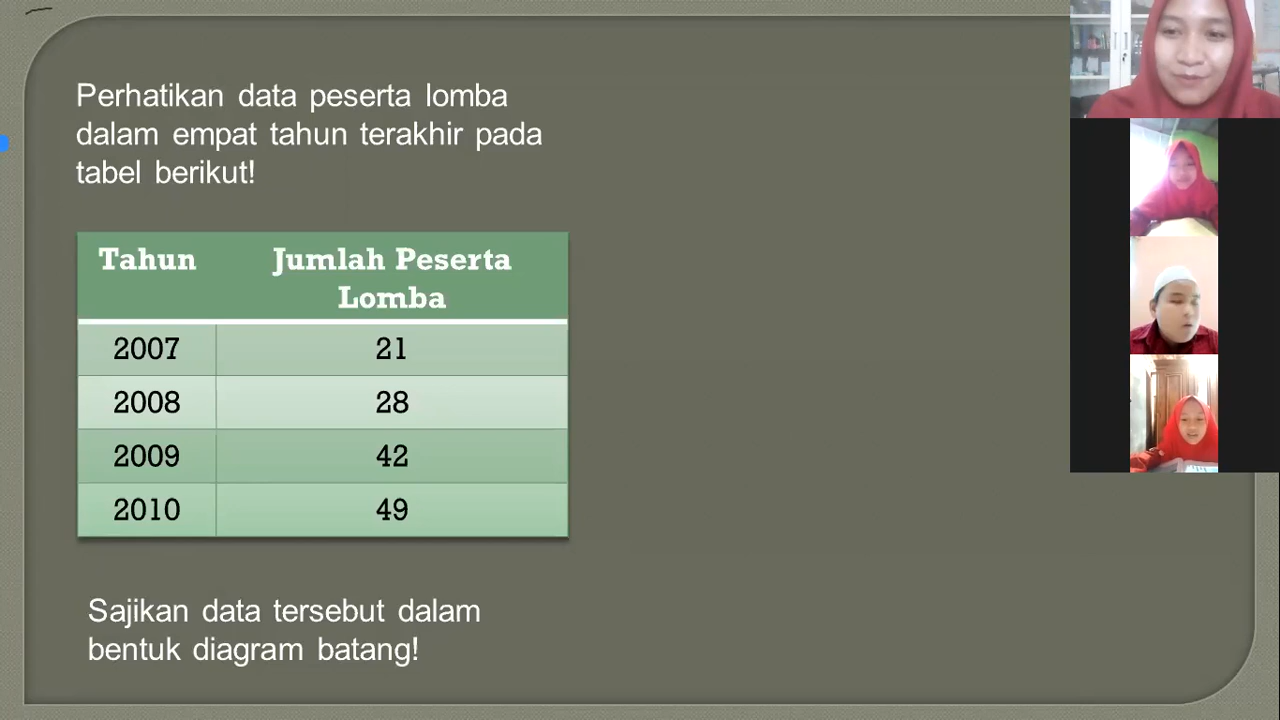 Perhatikan data peserta lomba
dalam empat tahun terakhir pada
tabel berikut!
Tahun Jumlah Peserta
Lomba
2007 21
2008 28
2009 42
2010 49
Sajikan data tersebut dalam
bentuk diagram batang!